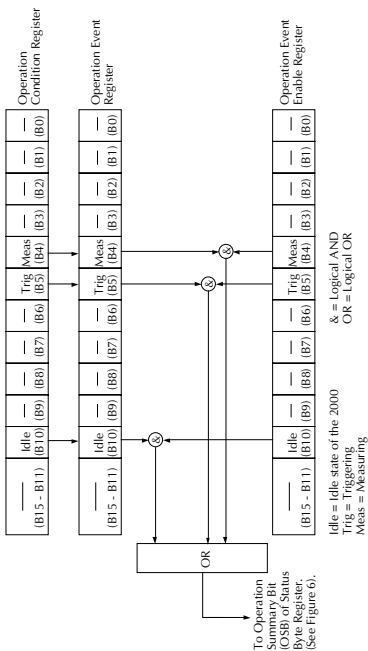 Operation
Condition Register
— (B15 - B11)
Idle (B10)
— (B9)
— (B8)
— (B7)
— (B6)
Trig (B5)
Meas (B4)
— (B3)
— (B2)
— (B1)
— (B0)
Operation Event
Register
— (B15 - B11)
Idle (B10)
— (B9)
— (B8)
— (B7)
— (B6)
Trig (B5)
Meas (B4)
— (B3)
— (B2)
— (B1)
— (B0)
&
&
&
OR
To Operation
Summary Bit
(OSB) of Status
Byte Register.
(See Figure 6).
Operation Event
Enable Register
— (B15 - B11)
Idle (B10)
— (B9)
— (B8)
— (B7)
— (B6)
Trig (B5)
Meas (B4)
— (B3)
— (B2)
— (B1)
— (B0)
Idle = Idle state of the 2000
Trig = Triggering
Meas = Measuring
& = Logical AND
OR = Logical OR